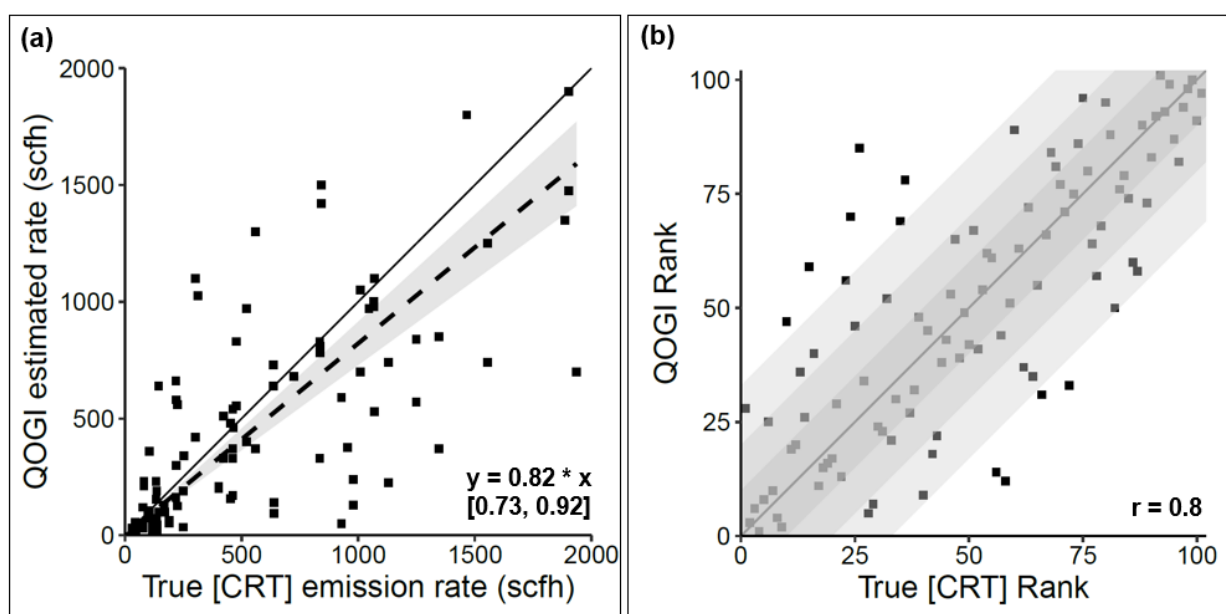 (a)
2000
1500
1000
500
0
QOGI estimated rate (scfh)
y = 0.82 * x
[0.73, 0.92]
0 500 1000 1500 2000
True [CRT] emission rate (scfh)
(b)
100
75
50
25
0
QOGI Rank
r = 0.8
0 25 50 75 100
True [CRT] Rank